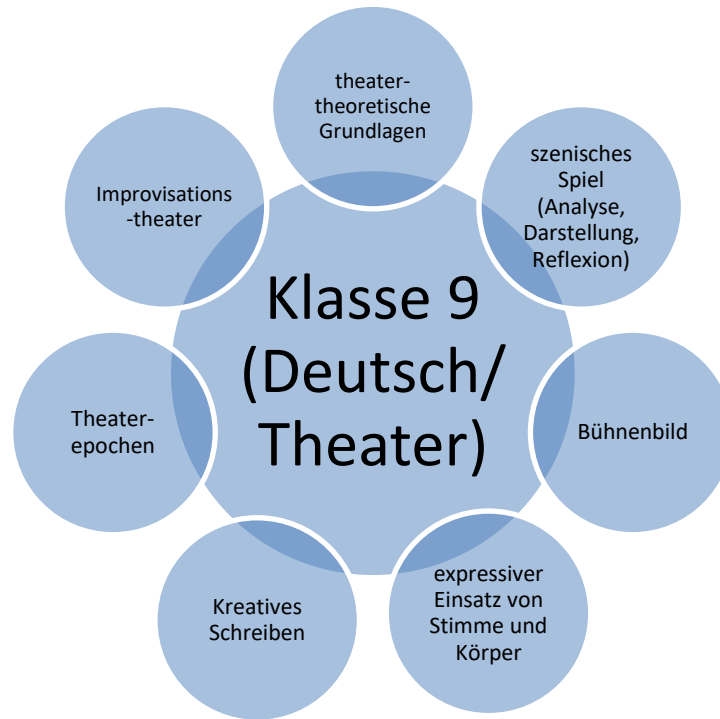 theater-
theoretische
Grundlagen
szenisches
Spiel
(Analyse,
Darstellung,
Reflexion)
Improvisations
-theater
Klasse 9
(Deutsch/
Theater)
Theater-
epochen
Bühnenbild
Kreatives
Schreiben
expressiver
Einsatz von
Stimme und
Körper